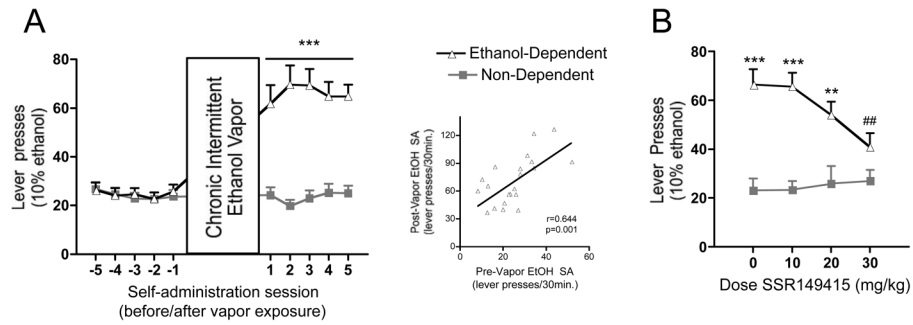 A
***
80
60
40
20
0
Lever presses
(10% ethanol)
Chronic Intermittent
Ethanol Vapor
-5 -4 -3 -2 -1 1 2 3 4 5
Self-administration session
(before/after vapor exposure)
Ethanol-Dependent
Non-Dependent
120
90
60
30
0
Post-Vapor EtOH SA
(lever presses/30min.)
r=0.644
p=0.001
0 20 40 60
Pre-Vapor EtOH SA
(lever presses/30min.)
B
80
60
40
20
0
Lever Presses
(10% ethanol)
*** *** ** ##
0 10 20 30
Dose SSR149415 (mg/kg)